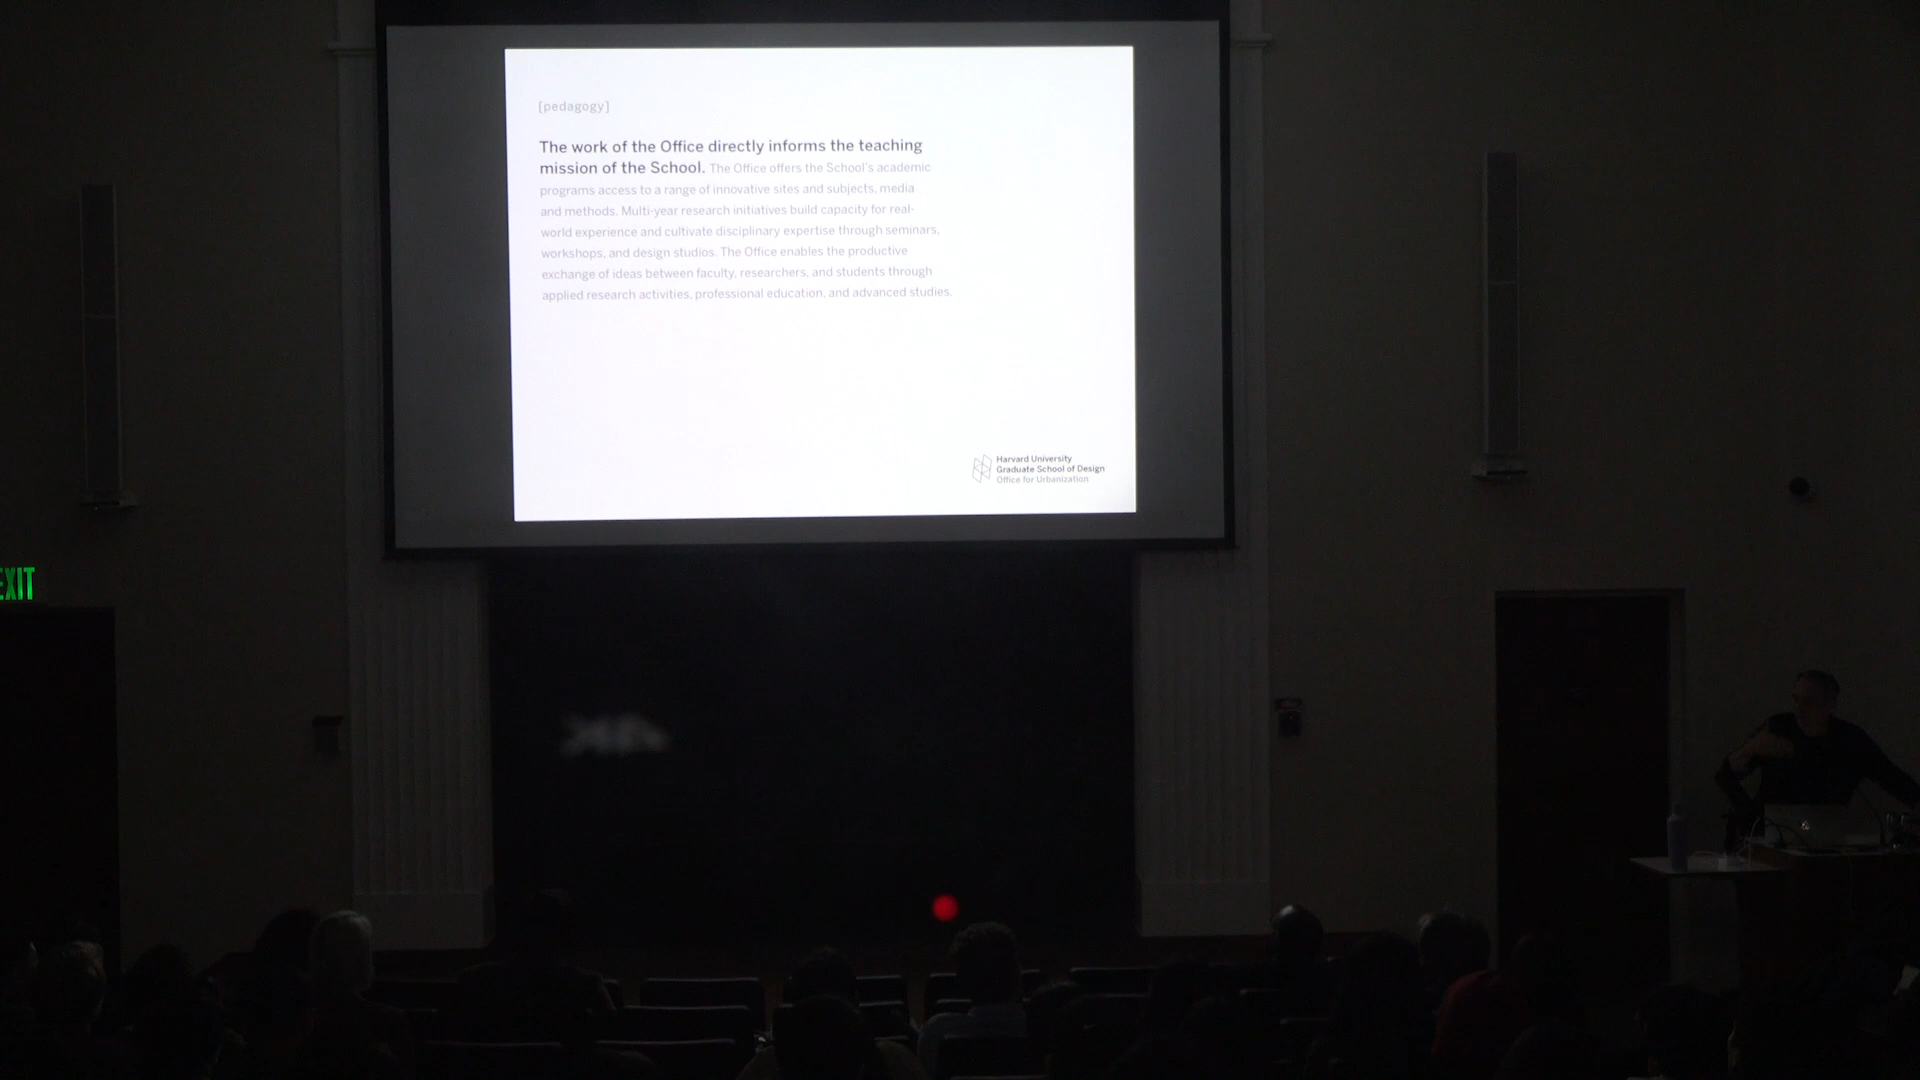 [pedagogy]
The work of the Office directly informs the teaching
mission of the School. The Office offers the School's academic
programs access to a range of innovative sites and subjects, media
and methods. Multi-year research initiatives build capacity for real-
world experience and cultivate disciplinary expertise through seminars,
workshops, and design studios. The Office enables the productive
exchange of ideas between faculty, researchers, and students through
applied research activities, professional education, and advanced studies.
Harvard University
Graduate School of Design
Office for Urbanization
EXIT